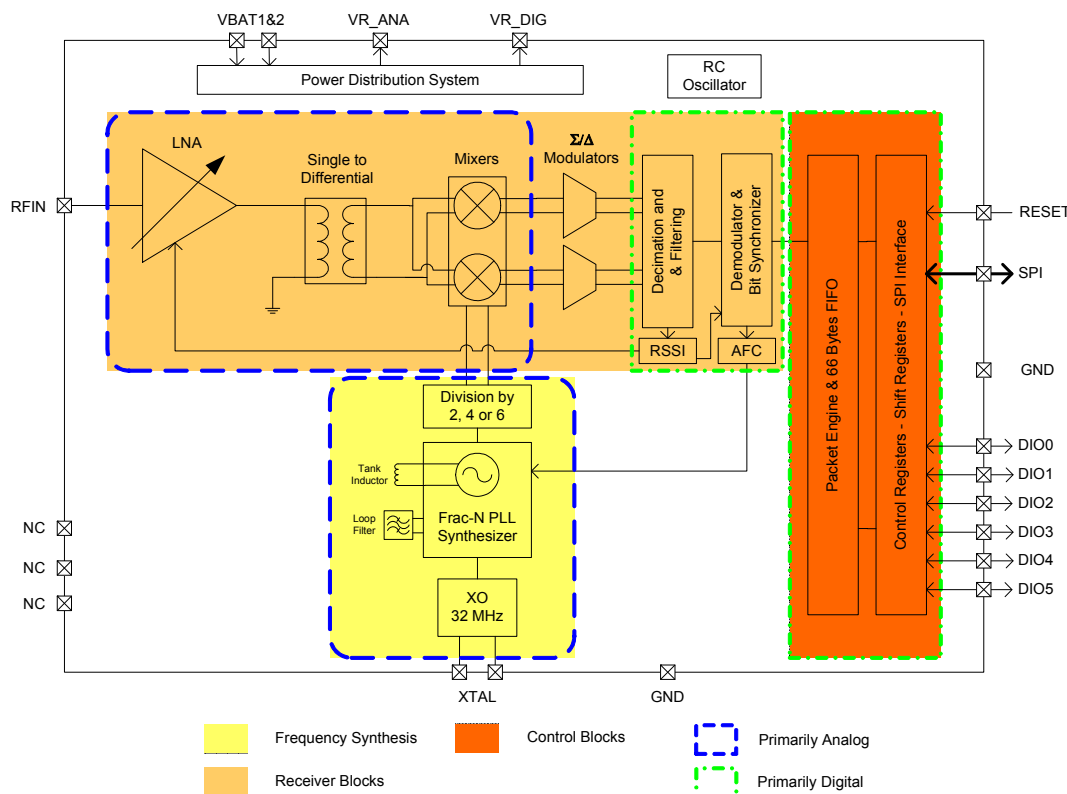 VBAT1&2
VR_ANA
VR_DIG
Power Distribution System
RC
Oscillator
LNA
Single to
Differential
Mixers
Σ/Δ
Modulators
RFIN
Decimation and
& Filtering
Demodulator &
Bit Synchronizer
RSSI
AFC
Packet Engine & 66 Bytes FIFO
Control Registers - Shift Registers - SPI Interface
RESET
SPI
GND
DIO0
DIO1
DIO2
DIO3
DIO4
DIO5
Division by
2, 4 or 6
Tank
Inductor
Loop
Filter
Frac-N PLL
Synthesizer
XO
32 MHz
NC
NC
NC
XTAL
GND
Frequency Synthesis
Control Blocks
Primarily Analog
Receiver Blocks
Primarily Digital